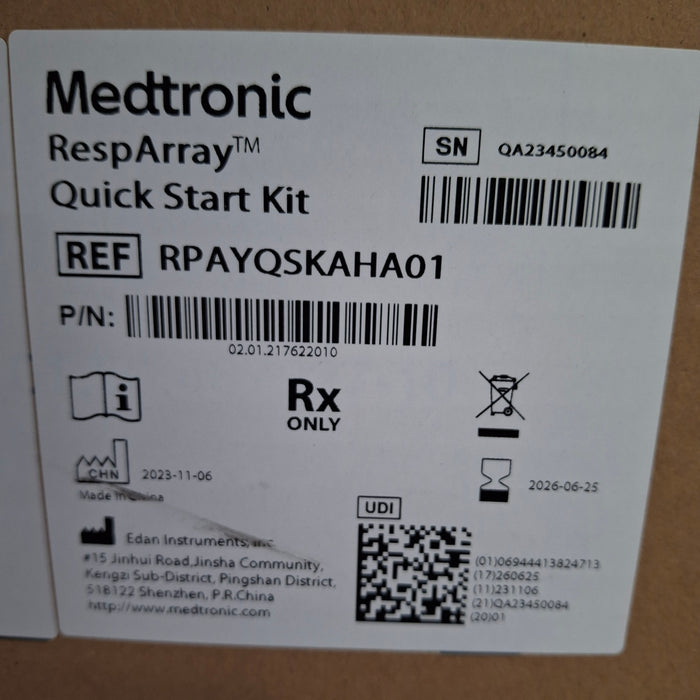 Medtronic
RespArray™
Quick Start Kit
SN QA23450084
REF RPAYQSKAHA01
P/N:
02.01.217622010
Rx
ONLY
CHN 2023-11-06
Made in China
2026-06-25
Edan Instruments, Inc.
#15 Jinhui Road,Jinsha Community,
Kengzi Sub-District, Pingshan District,
518122 Shenzhen, P.R.China
http://www.medtronic.com
UDI
(01)06944413824713
(17)260625
(11)231106
(21)QA23450084
(20)01